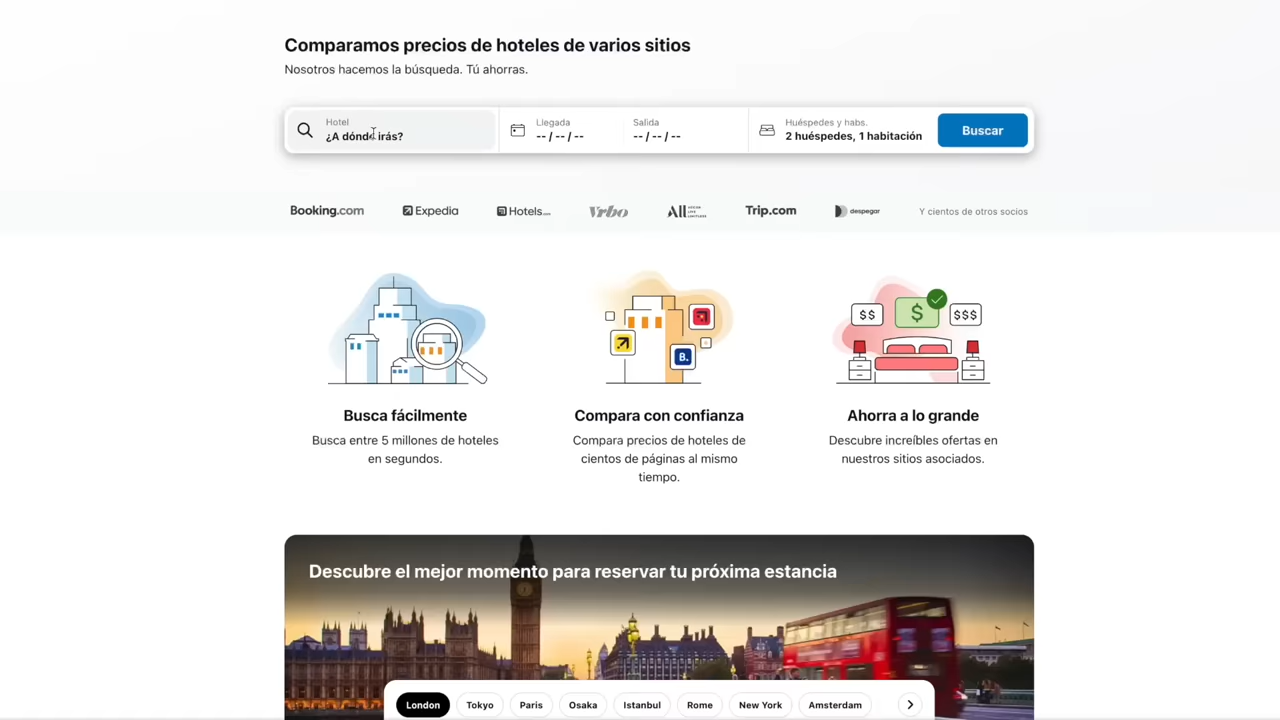 Comparamos precios de hoteles de varios sitios
Nosotros hacemos la búsqueda. Tú ahorras.
Hotel
¿A dónde irás?
Llegada
-- / -- / --
Salida
-- / -- / --
Huéspedes y habs.
2 huéspedes, 1 habitación
Buscar
Booking.com
Expedia
Hotels.com
Vrbo
All
Trip.com
despegar
Y cientos de otros socios
B.
$$
$
$$$
Busca fácilmente
Busca entre 5 millones de hoteles
en segundos.
Compara con confianza
Compara precios de hoteles de
cientos de páginas al mismo
tiempo.
Ahorra a lo grande
Descubre increíbles ofertas en
nuestros sitios asociados.
Descubre el mejor momento para reservar tu próxima estancia
London
Tokyo
Paris
Osaka
Istanbul
Rome
New York
Amsterdam